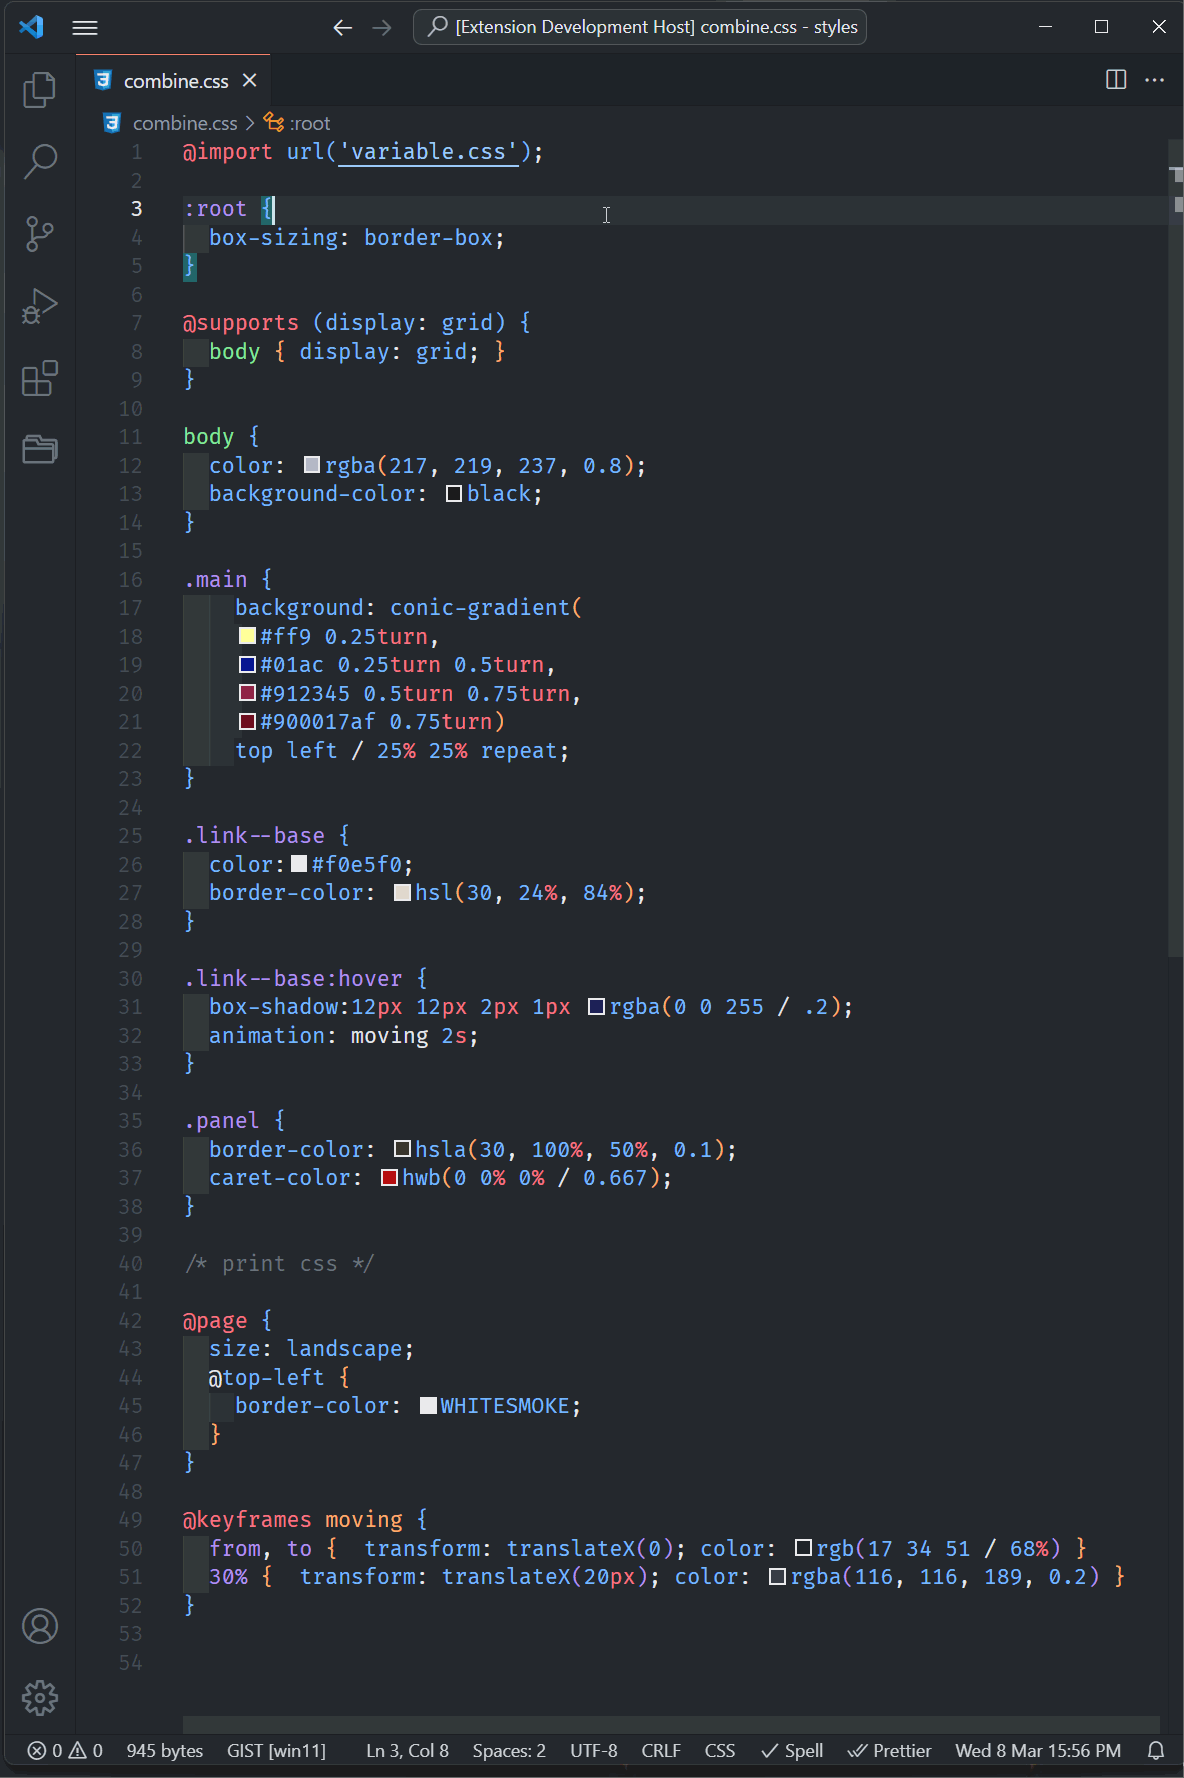 [Extension Development Host] combine.css - styles
combine.css
combine.css > :root
1 @import url('variable.css');
2
3 :root {
4 box-sizing: border-box;
5 }
6
7 @supports (display: grid) {
8 body { display: grid; }
9 }
10
11 body {
12 color: rgba(217, 219, 237, 0.8);
13 background-color: black;
14 }
15
16 .main {
17 background: conic-gradient(
18 #ff9 0.25turn,
19 #01ac 0.25turn 0.5turn,
20 #912345 0.5turn 0.75turn,
21 #900017af 0.75turn)
22 top left / 25% 25% repeat;
23 }
24
25 .link--base {
26 color: #f0e5f0;
27 border-color: hsl(30, 24%, 84%);
28 }
29
30 .link--base:hover {
31 box-shadow:12px 12px 2px 1px rgba(0 0 255 / .2);
32 animation: moving 2s;
33 }
34
35 .panel {
36 border-color: hsla(30, 100%, 50%, 0.1);
37 caret-color: hwb(0 0% 0% / 0.667);
38 }
39
40 /* print css */
41
42 @page {
43 size: landscape;
44 @top-left {
45 border-color: WHITESMOKE;
46 }
47 }
48
49 @keyframes moving {
50 from, to { transform: translateX(0); color: rgb(17 34 51 / 68%) }
51 30% { transform: translateX(20px); color: rgba(116, 116, 189, 0.2) }
52 }
53
54
0 0 945 bytes GIST [win11] Ln 3, Col 8 Spaces: 2 UTF-8 CRLF CSS Spell Prettier Wed 8 Mar 15:56 PM